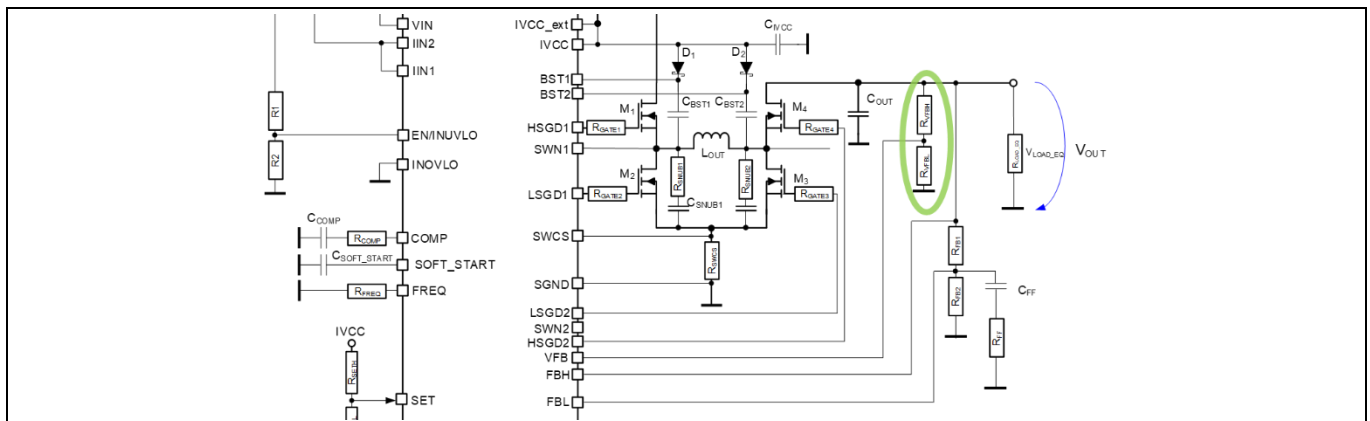 VIN
IIN2
IIN1
R1
R2
EN/INUVLO
INOVLO
CCOMP
RCOMP
COMP
CSOFT_START
SOFT_START
RFREQ
FREQ
IVCC
RSETH
SET
IVCC_ext
IVCC
CIVCC
D1
D2
BST1
BST2
CBST1
CBST2
M1
M4
COUT
HSGD1
RGATE1
RGATE4
SWN1
LOUT
M2
M3
RSNUB1
RSNUB2
LSGD1
RGATE2
RGATE3
CSNUB1
SWCS
RSWCS
SGND
LSGD2
SWN2
HSGD2
VFB
FBH
FBL
RVFBH
RVFBL
RLOAD_EQ
VLOAD_EQ
VOUT
RFB1
RFB2
CFF
RFF